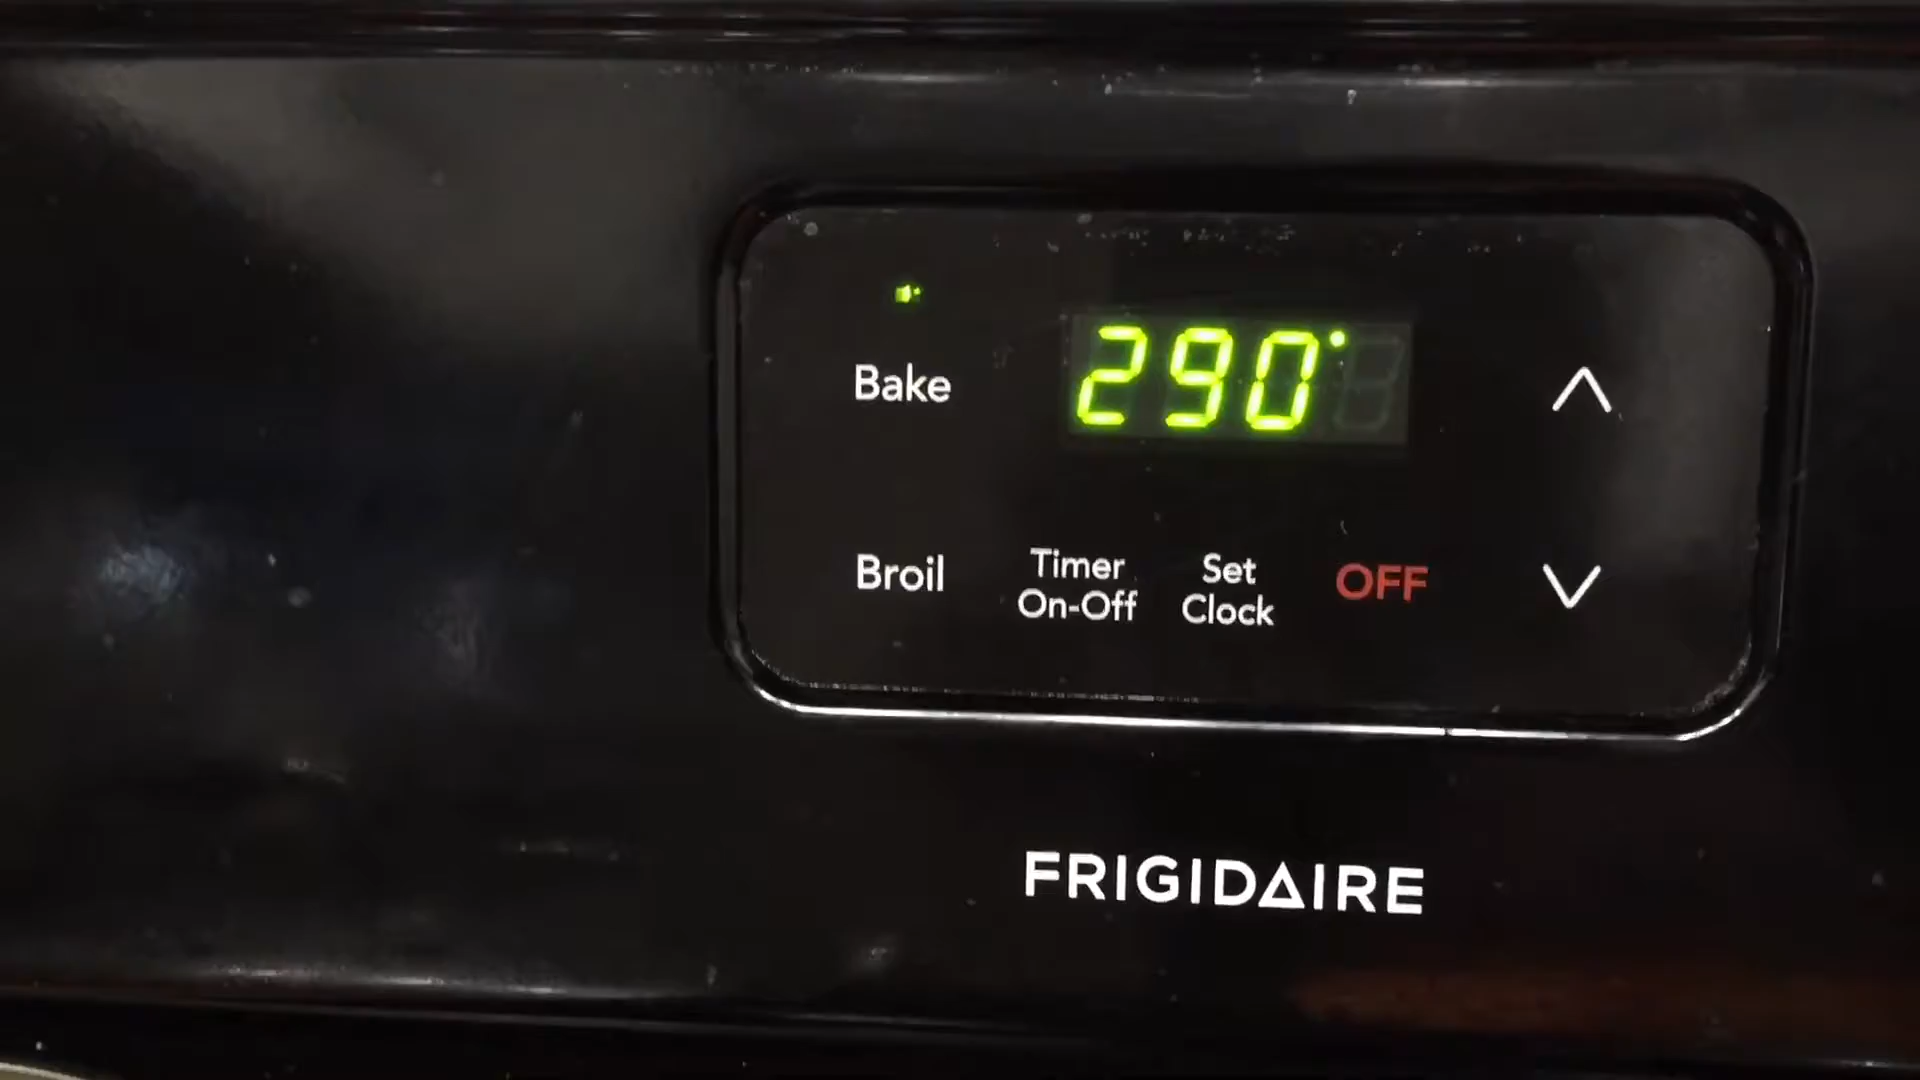 Bake
290°
Broil
Timer
On-Off
Set
Clock
OFF
FRIGIDAIRE